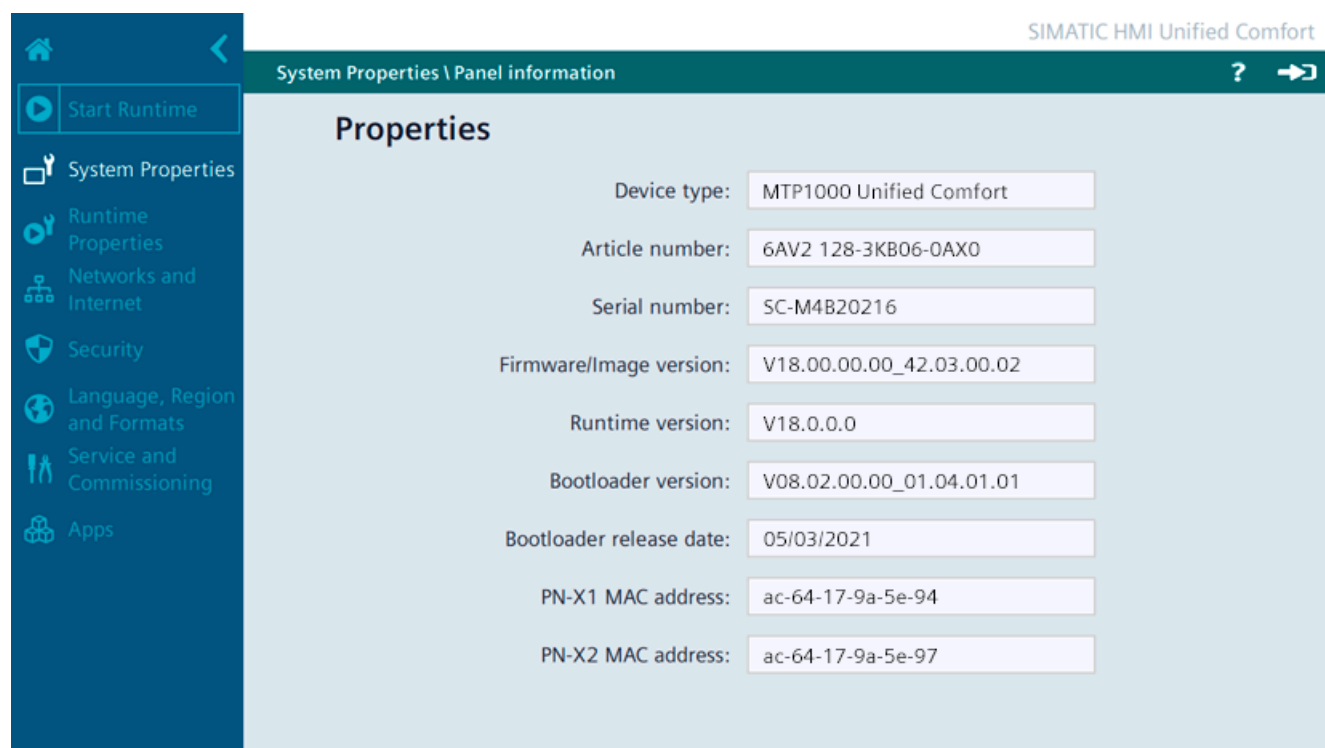 SIMATIC HMI Unified Comfort
System Properties \ Panel information ?
Start Runtime
System Properties
Runtime
Properties
Networks and
Internet
Security
Language, Region
and Formats
Service and
Commissioning
Apps
Properties
Device type: MTP1000 Unified Comfort
Article number: 6AV2 128-3KB06-0AX0
Serial number: SC-M4B20216
Firmware/Image version: V18.00.00.00_42.03.00.02
Runtime version: V18.0.0.0
Bootloader version: V08.02.00.00_01.04.01.01
Bootloader release date: 05/03/2021
PN-X1 MAC address: ac-64-17-9a-5e-94
PN-X2 MAC address: ac-64-17-9a-5e-97